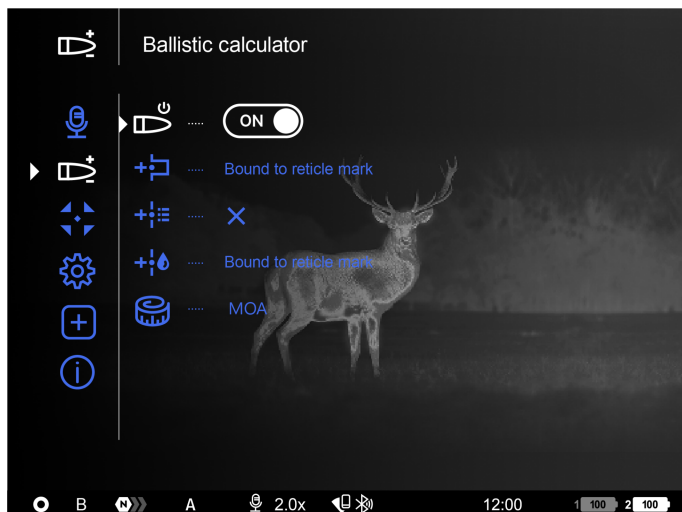 Ballistic calculator
ON
Bound to reticle mark
Bound to reticle mark
MOA
B N A 2.0x 12:00 1 100 2 100